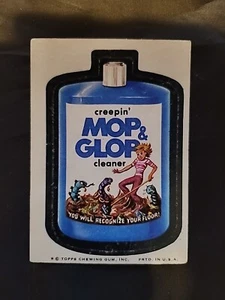 creepin'
MOP &
GLOP
cleaner
YOU WILL RECOGNIZE YOUR FLOOR!
© TOPPS CHEWING GUM, INC. PRTD. IN U.S.A.